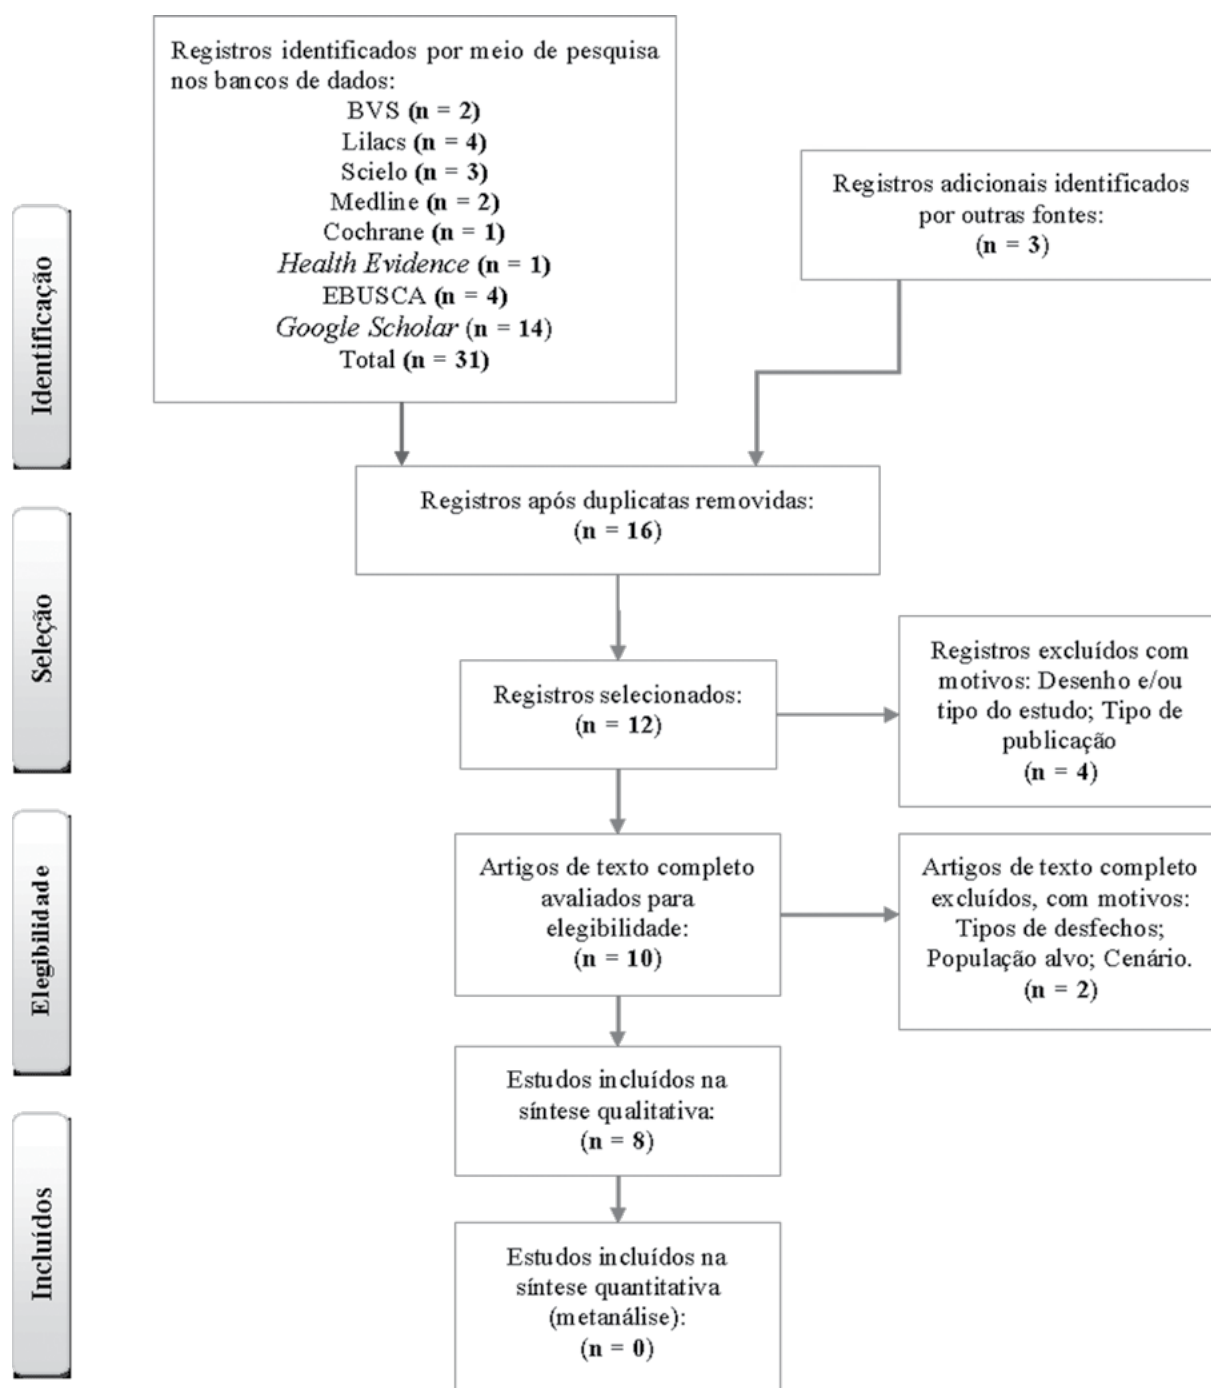 Registros identificados por meio de pesquisa
nos bancos de dados:
BVS (n = 2)
Lilacs (n = 4)
Scielo (n = 3)
Medline (n = 2)
Cochrane (n = 1)
Health Evidence (n = 1)
EBUSCA (n = 4)
Google Scholar (n = 14)
Total (n = 31)
Registros adicionais identificados
por outras fontes:
(n = 3)
Identificação
Registros após duplicatas removidas:
(n = 16)
Seleção
Registros selecionados:
(n = 12)
Registros excluídos com
motivos: Desenho e/ou
tipo do estudo; Tipo de
publicação
(n = 4)
Elegibilidade
Artigos de texto completo
avaliados para
elegibilidade:
(n = 10)
Artigos de texto completo
excluídos, com motivos:
Tipos de desfechos;
População alvo; Cenário.
(n = 2)
Estudos incluídos na
síntese qualitativa:
(n = 8)
Incluídos
Estudos incluídos na
síntese quantitativa
(metanálise):
(n = 0)